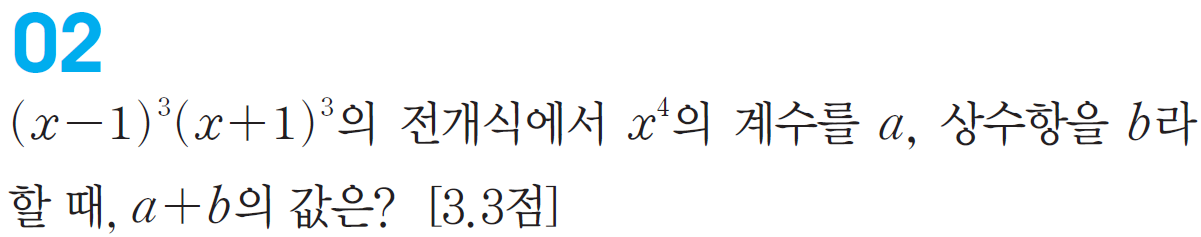 02
(x-1)³(x+1)³의 전개식에서 x⁴의 계수를 a, 상수항을 b라
할 때, a+b의 값은? [3.3점]